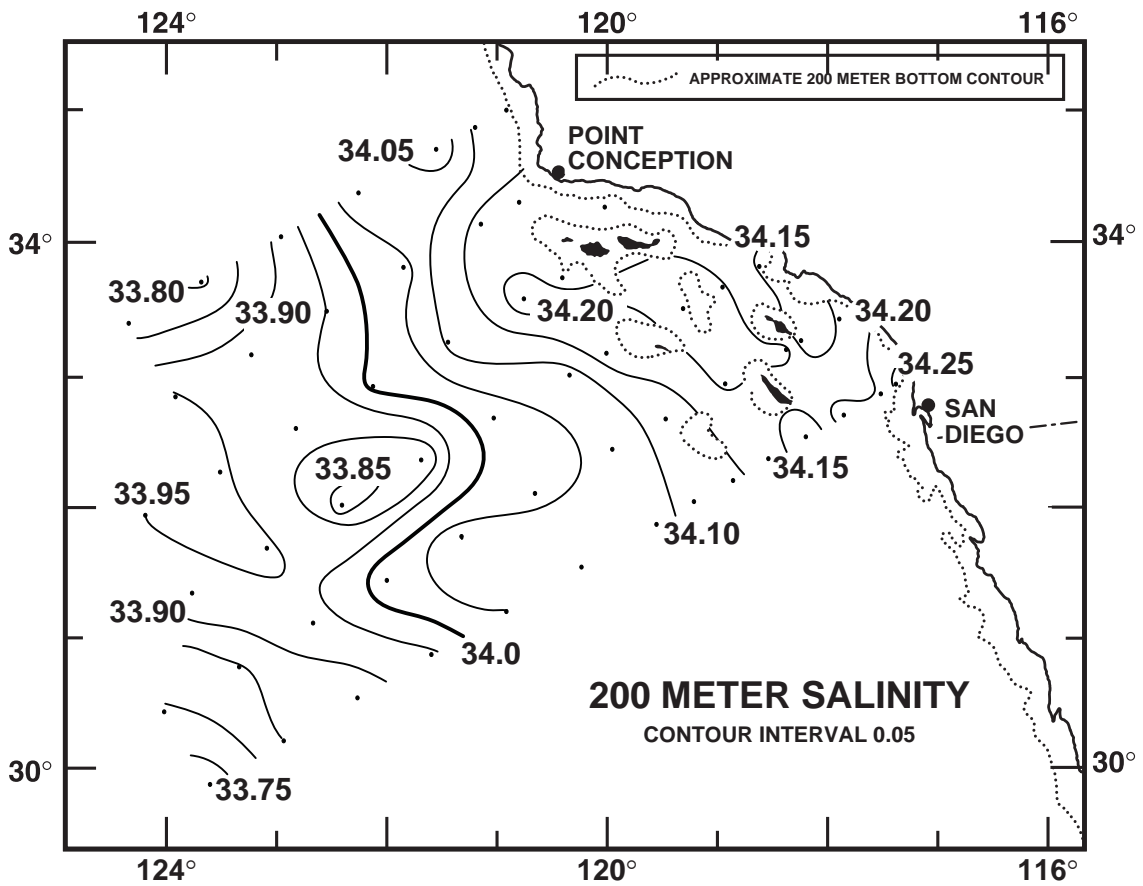 124° 120° 116°
APPROXIMATE 200 METER BOTTOM CONTOUR
POINT
CONCEPTION
34.05
34° 34.15 34°
33.80
33.90 34.20 34.20
34.25
SAN
DIEGO
33.85 34.15
33.95
34.10
33.90
34.0
200 METER SALINITY
CONTOUR INTERVAL 0.05
30° 30°
33.75
124° 120° 116°